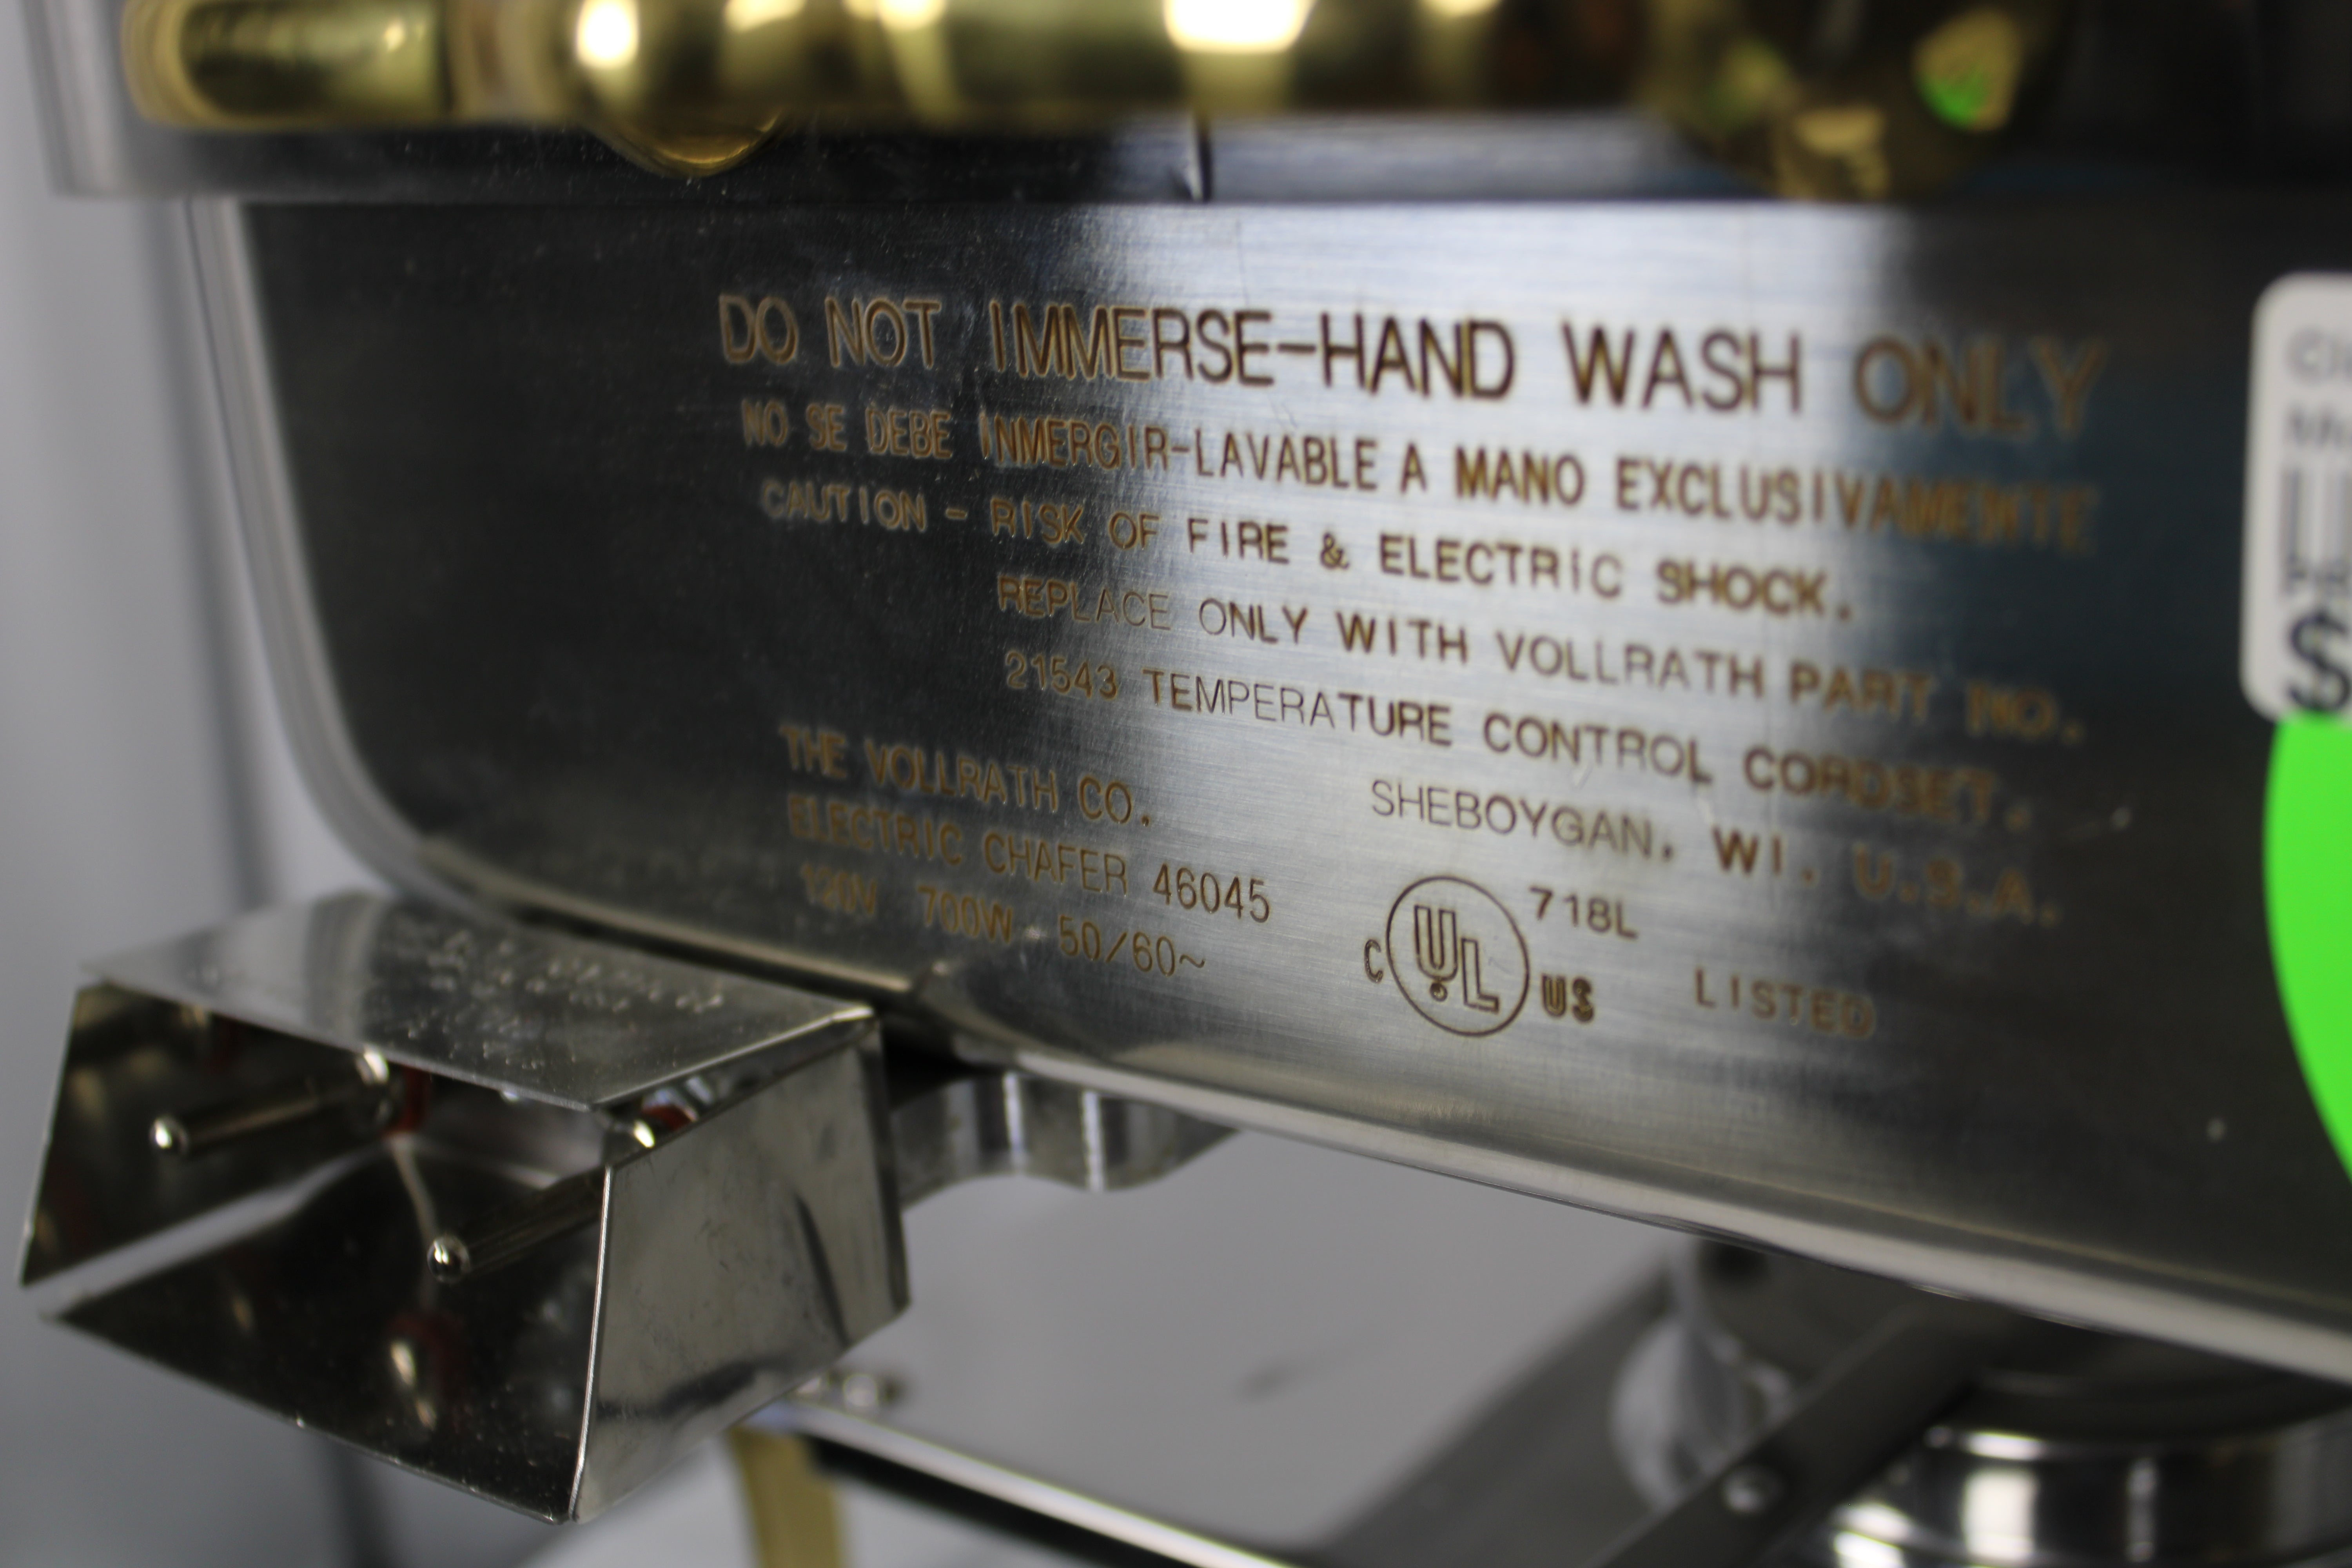 DO NOT IMMERSE-HAND WASH ONLY
NO SE DEBE INMERGIR-LAVABLE A MANO EXCLUSIVAMENTE
CAUTION - RISK OF FIRE & ELECTRIC SHOCK.
REPLACE ONLY WITH VOLLRATH PART NO.
21543 TEMPERATURE CONTROL CORDSET.
THE VOLLRATH CO. SHEBOYGAN, WI. U.S.A.
ELECTRIC CHAFER 46045
120V 700W - 50/60~
C UL US 718L LISTED
$